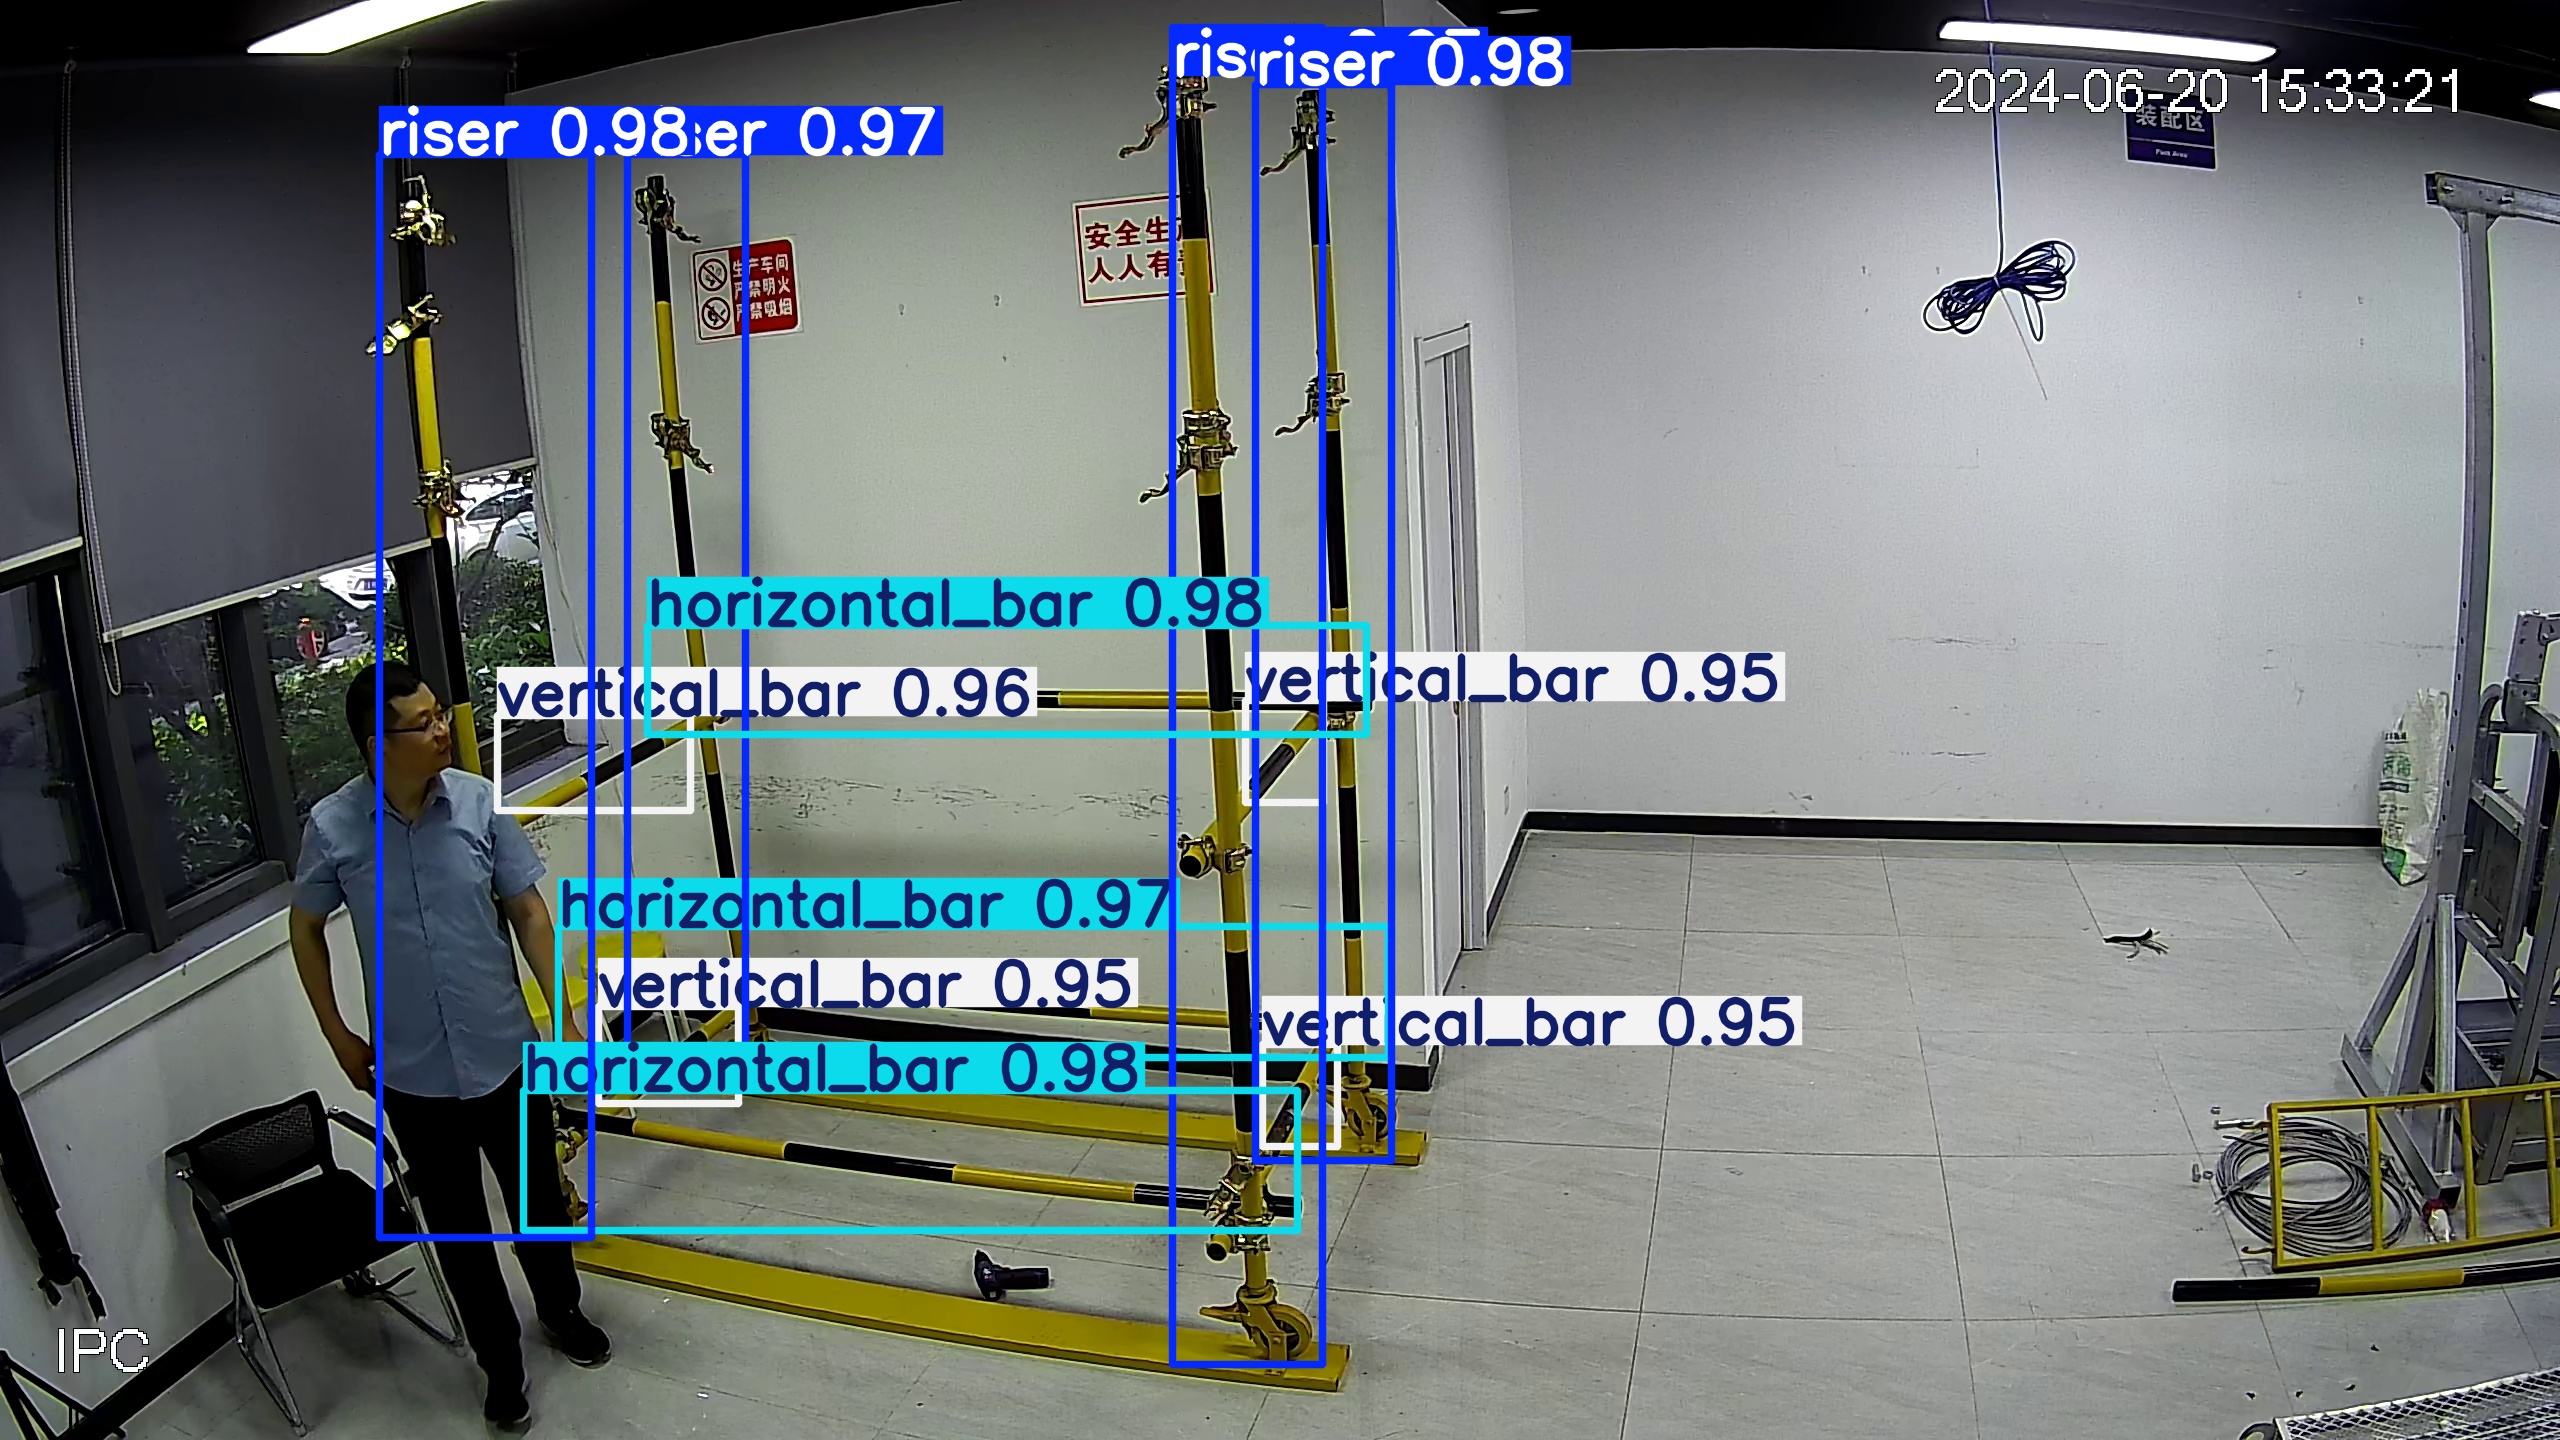 riser 0.98
2024-06-20 15:33:21
装配区
riser 0.98
0.97
安全生
人人有
生产车间
严禁明火
严禁吸烟
horizontal_bar 0.98
vertical_bar 0.96
vertical_bar 0.95
horizontal_bar 0.97
vertical_bar 0.95
vertical_bar 0.95
horizontal_bar 0.98
IPC